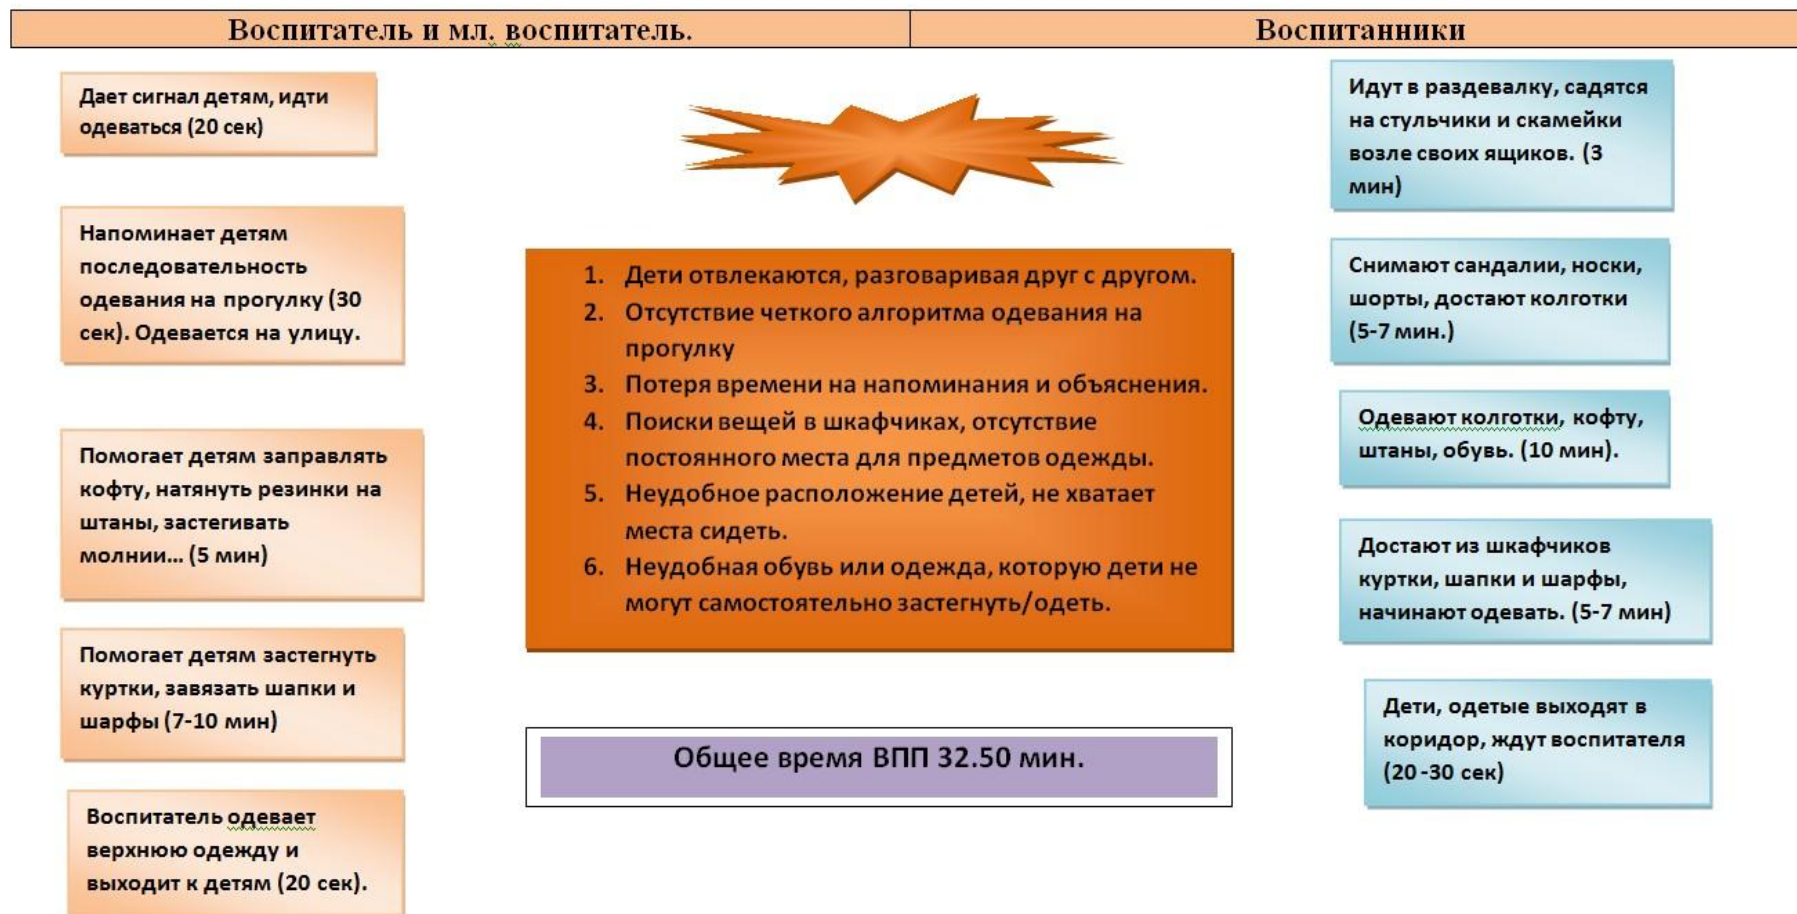 Воспитатель и мл. воспитатель.
Воспитанники
Дает сигнал детям, идти
одеваться (20 сек)
Напоминает детям
последовательность
одевания на прогулку (30
сек). Одевается на улицу.
Помогает детям заправлять
кофту, натянуть резинки на
штаны, застегивать
молнии... (5 мин)
Помогает детям застегнуть
куртки, завязать шапки и
шарфы (7-10 мин)
Воспитатель одевает
верхнюю одежду и
выходит к детям (20 сек).
1. Дети отвлекаются, разговаривая друг с другом.
2. Отсутствие четкого алгоритма одевания на
прогулку
3. Потеря времени на напоминания и объяснения.
4. Поиски вещей в шкафчиках, отсутствие
постоянного места для предметов одежды.
5. Неудобное расположение детей, не хватает
места сидеть.
6. Неудобная обувь или одежда, которую дети не
могут самостоятельно застегнуть/одеть.
Общее время ВПП 32.50 мин.
Идут в раздевалку, садятся
на стульчики и скамейки
возле своих ящиков. (3
мин)
Снимают сандалии, носки,
шорты, достают колготки
(5-7 мин.)
Одевают колготки, кофту,
штаны, обувь. (10 мин).
Достают из шкафчиков
куртки, шапки и шарфы,
начинают одевать. (5-7 мин)
Дети, одетые выходят в
коридор, ждут воспитателя
(20 -30 сек)